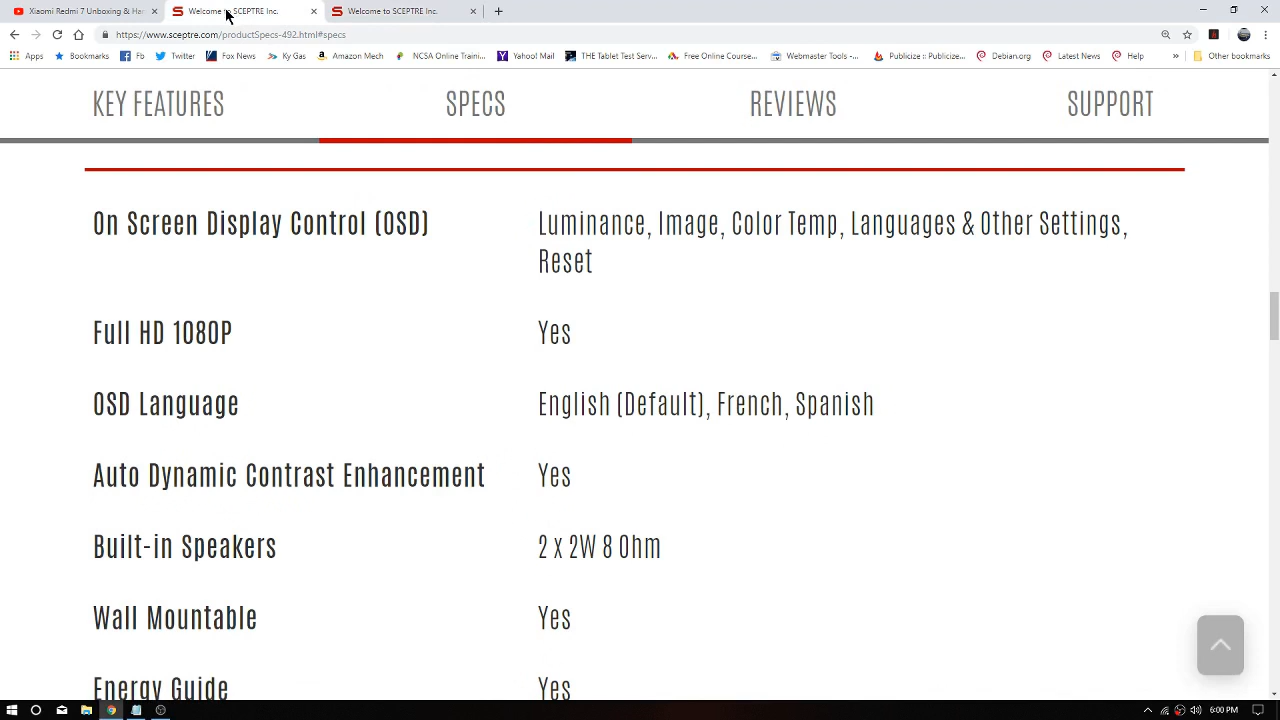 Xiaomi Redmi 7 Unboxing & Ha
Welcome to SCEPTRE Inc.
Welcome to SCEPTRE Inc.
https://www.sceptre.com/productSpecs-492.html#specs
Apps
Bookmarks
Fb
Twitter
Fox News
Ky Gas
Amazon Mech
NCSA Online Traini...
Yahoo! Mail
THE Tablet Test Serv...
Free Online Course...
Webmaster Tools -...
Publicize :: Publicize...
Debian.org
Latest News
Help
»
Other bookmarks
KEY FEATURES
SPECS
REVIEWS
SUPPORT
On Screen Display Control (OSD)
Luminance, Image, Color Temp, Languages & Other Settings,
Reset
Full HD 1080P
Yes
OSD Language
English (Default), French, Spanish
Auto Dynamic Contrast Enhancement
Yes
Built-in Speakers
2 x 2W 8 Ohm
Wall Mountable
Yes
Energy Guide
Yes
6:00 PM